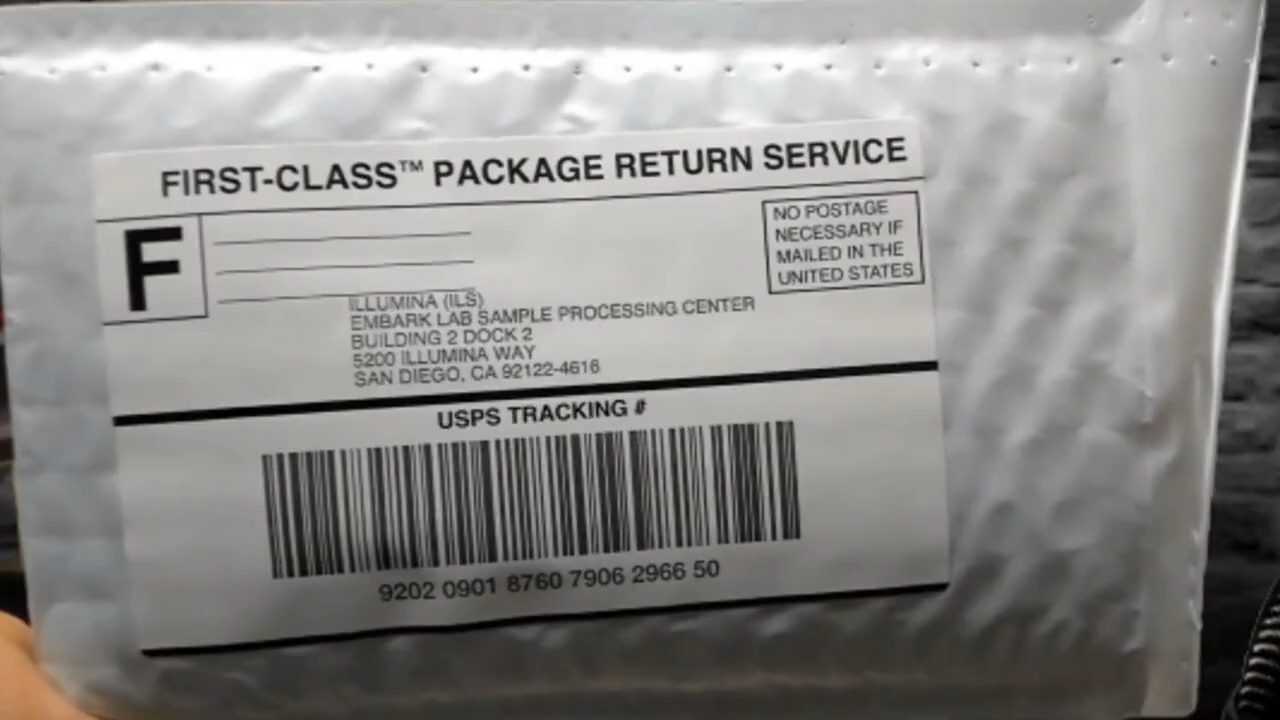 FIRST-CLASS™ PACKAGE RETURN SERVICE
F
NO POSTAGE
NECESSARY IF
MAILED IN THE
UNITED STATES
ILLUMINA (ILS)
EMBARK LAB SAMPLE PROCESSING CENTER
BUILDING 2 DOCK 2
5200 ILLUMINA WAY
SAN DIEGO, CA 92122-4616
USPS TRACKING #
9202 0901 8760 7906 2966 50